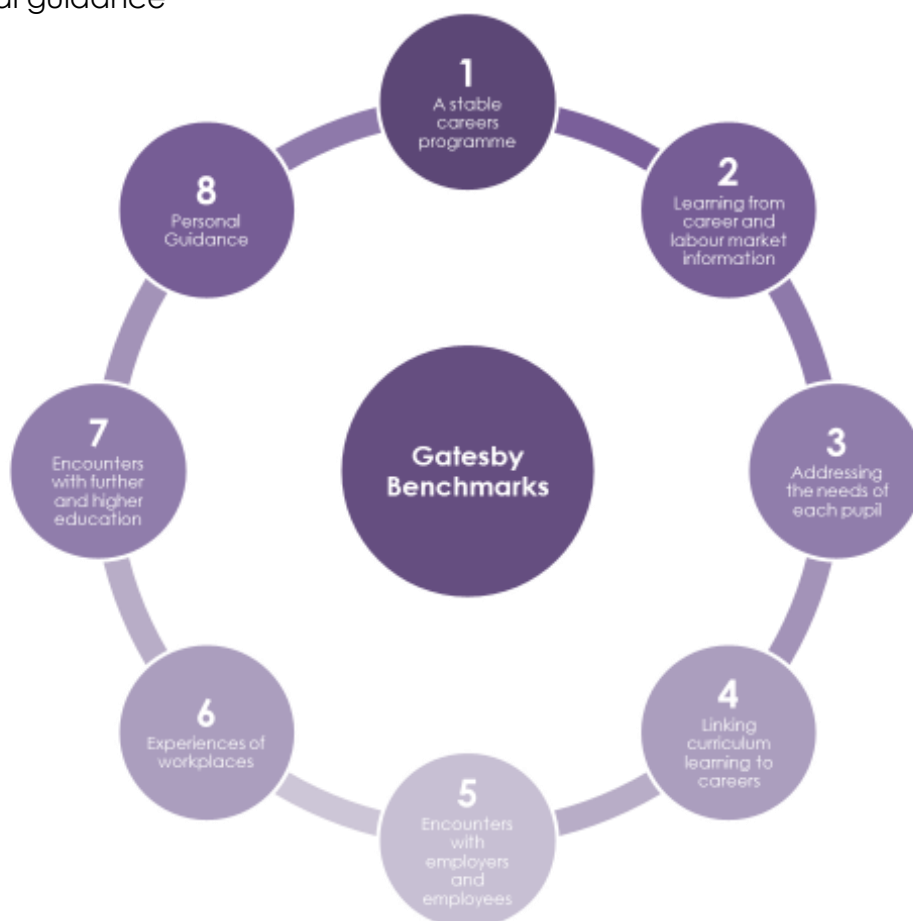 guidance
1
A stable
careers
programme
2
Learning from
career and
labour market
information
3
Addressing
the needs of
each pupil
4
Linking
curriculum
learning to
careers
5
Encounters
with
employers
and
employees
6
Experiences of
workplaces
7
Encounters
with further
and higher
education
8
Personal
Guidance
Gatesby
Benchmarks